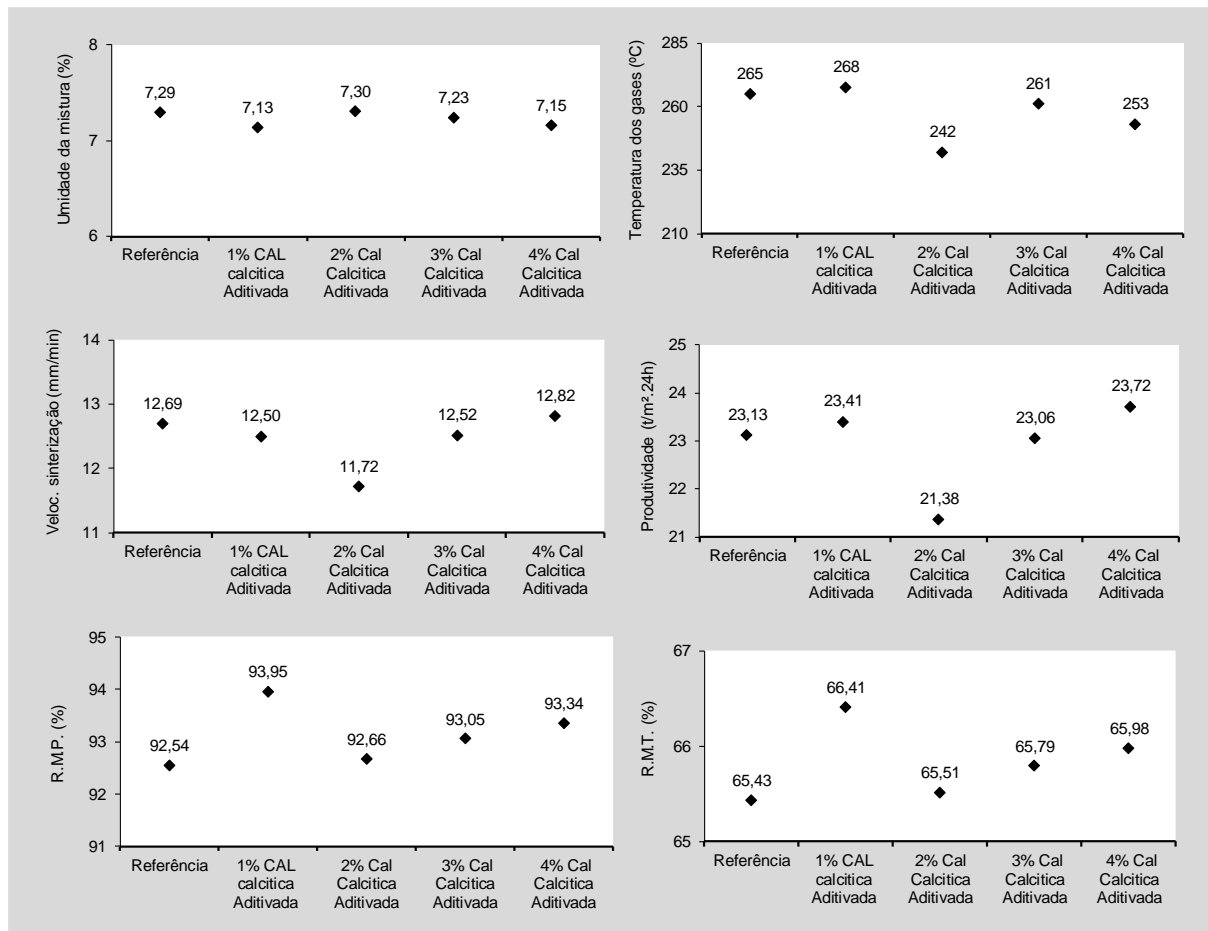 Umidade da mistura (%)
8
7
6
7,29
7,13
7,30
7,23
7,15
Referência
1% CAL
calcitica
Aditivada
2% Cal
Calcitica
Aditivada
3% Cal
Calcitica
Aditivada
4% Cal
Calcitica
Aditivada
Temperatura dos gases (ºC)
285
260
235
210
265
268
242
261
253
Referência
1% CAL
calcitica
Aditivada
2% Cal
Calcitica
Aditivada
3% Cal
Calcitica
Aditivada
4% Cal
Calcitica
Aditivada
Veloc. sinterização (mm/min)
14
13
12
11
12,69
12,50
11,72
12,52
12,82
Referência
1% CAL
calcitica
Aditivada
2% Cal
Calcitica
Aditivada
3% Cal
Calcitica
Aditivada
4% Cal
Calcitica
Aditivada
Produtividade (t/m².24h)
25
24
23
22
21
23,13
23,41
21,38
23,06
23,72
Referência
1% CAL
calcitica
Aditivada
2% Cal
Calcitica
Aditivada
3% Cal
Calcitica
Aditivada
4% Cal
Calcitica
Aditivada
R.M.P. (%)
95
94
93
92
91
92,54
93,95
92,66
93,05
93,34
Referência
1% CAL
calcitica
Aditivada
2% Cal
Calcitica
Aditivada
3% Cal
Calcitica
Aditivada
4% Cal
Calcitica
Aditivada
R.M.T. (%)
67
66
65
65,43
66,41
65,51
65,79
65,98
Referência
1% CAL
calcitica
Aditivada
2% Cal
Calcitica
Aditivada
3% Cal
Calcitica
Aditivada
4% Cal
Calcitica
Aditivada